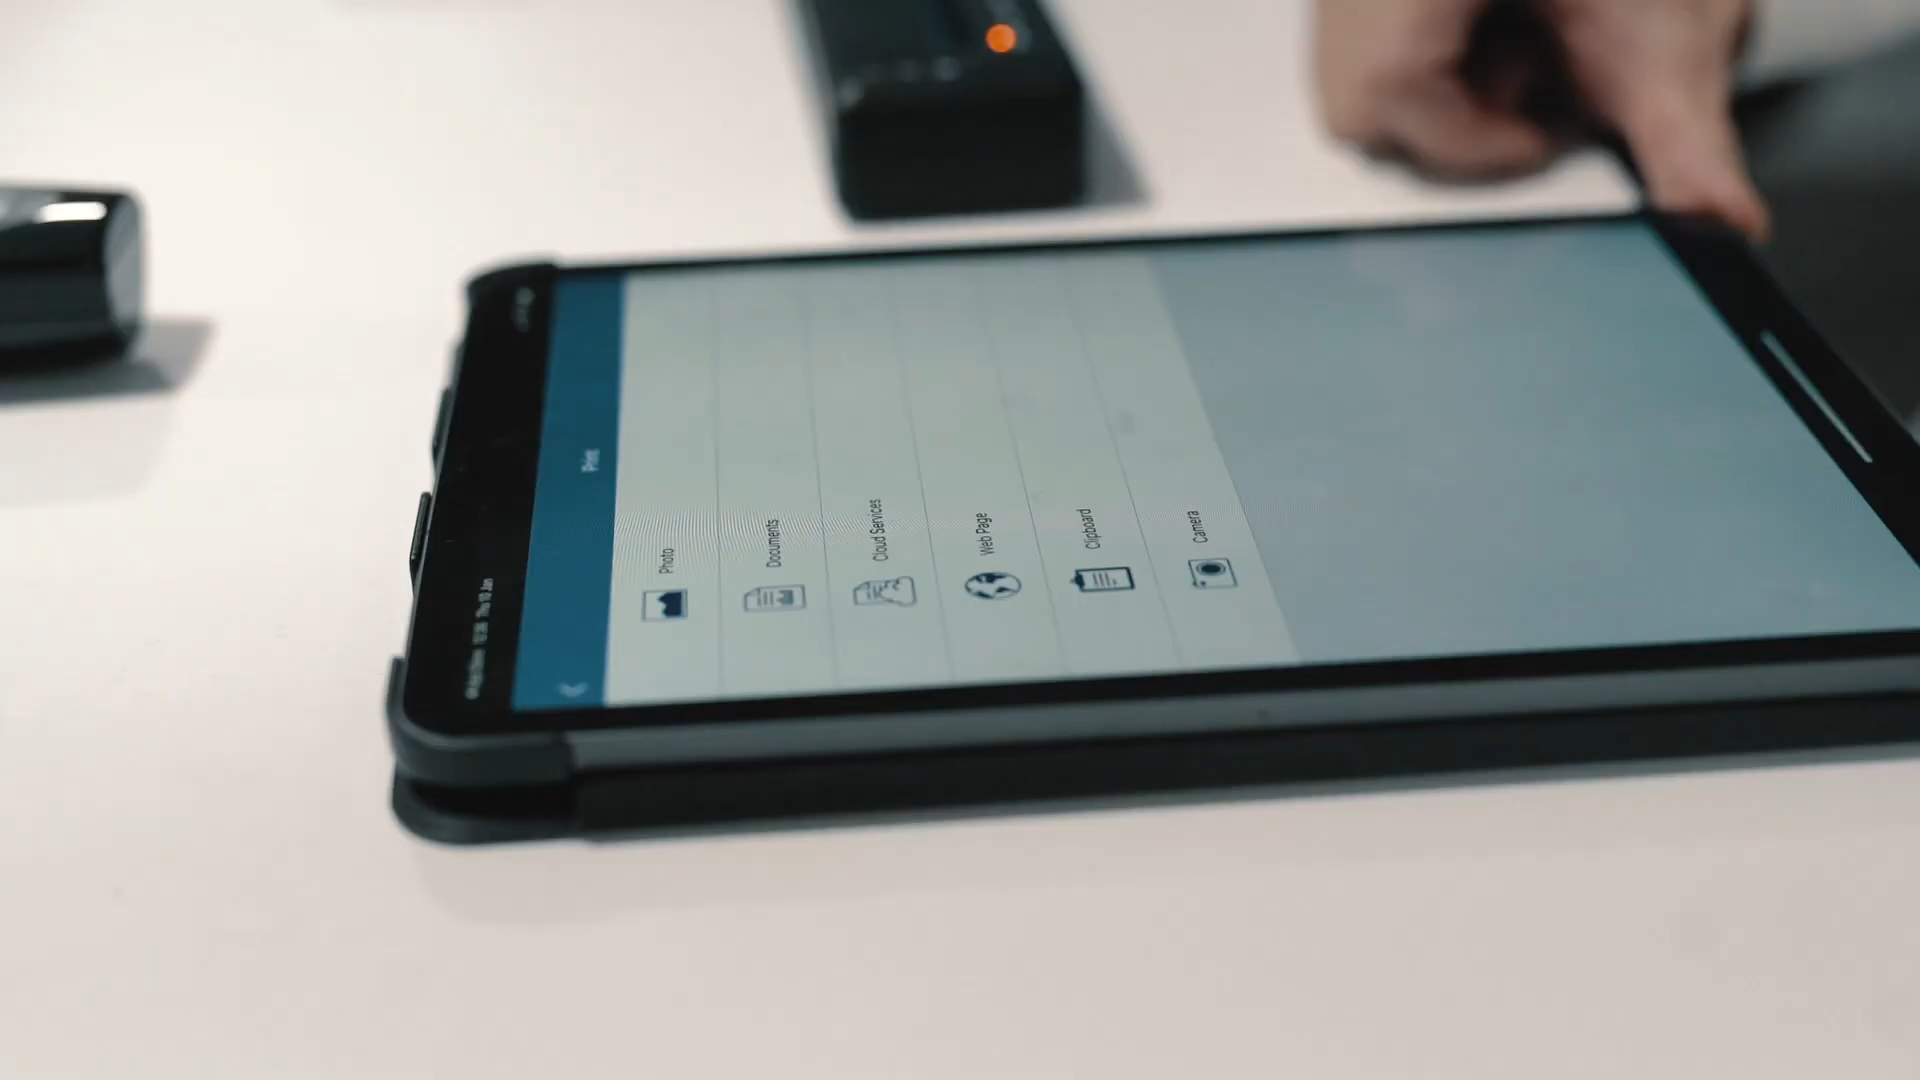 Print
Photo
Documents
Cloud Services
Web Page
Clipboard
Camera